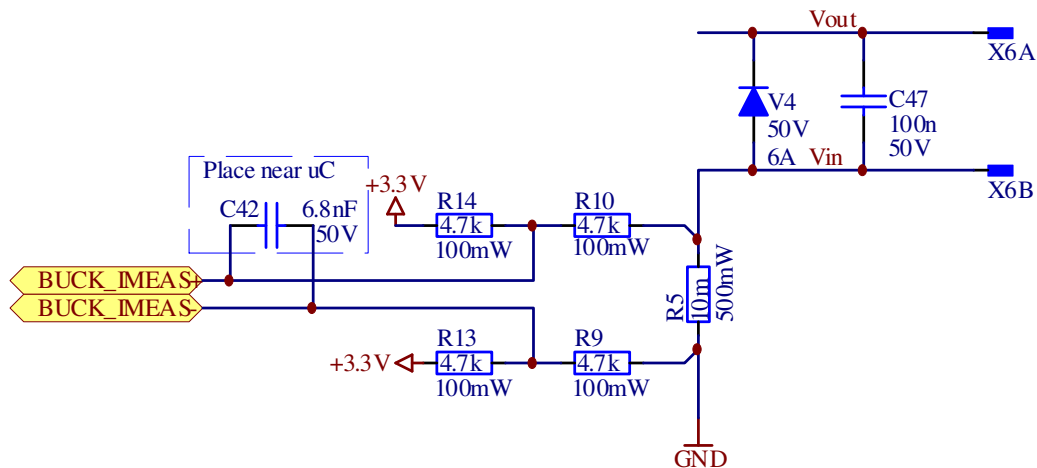 Vout
X6A
V4
50V
6A
C47
100n
50V
Vin
X6B
Place near uC
C42
6.8nF
50V
+3.3V
R14
4.7k
100mW
R10
4.7k
100mW
BUCK_IMEAS+
BUCK_IMEAS-
R5
10m
500mW
+3.3V
R13
4.7k
100mW
R9
4.7k
100mW
GND